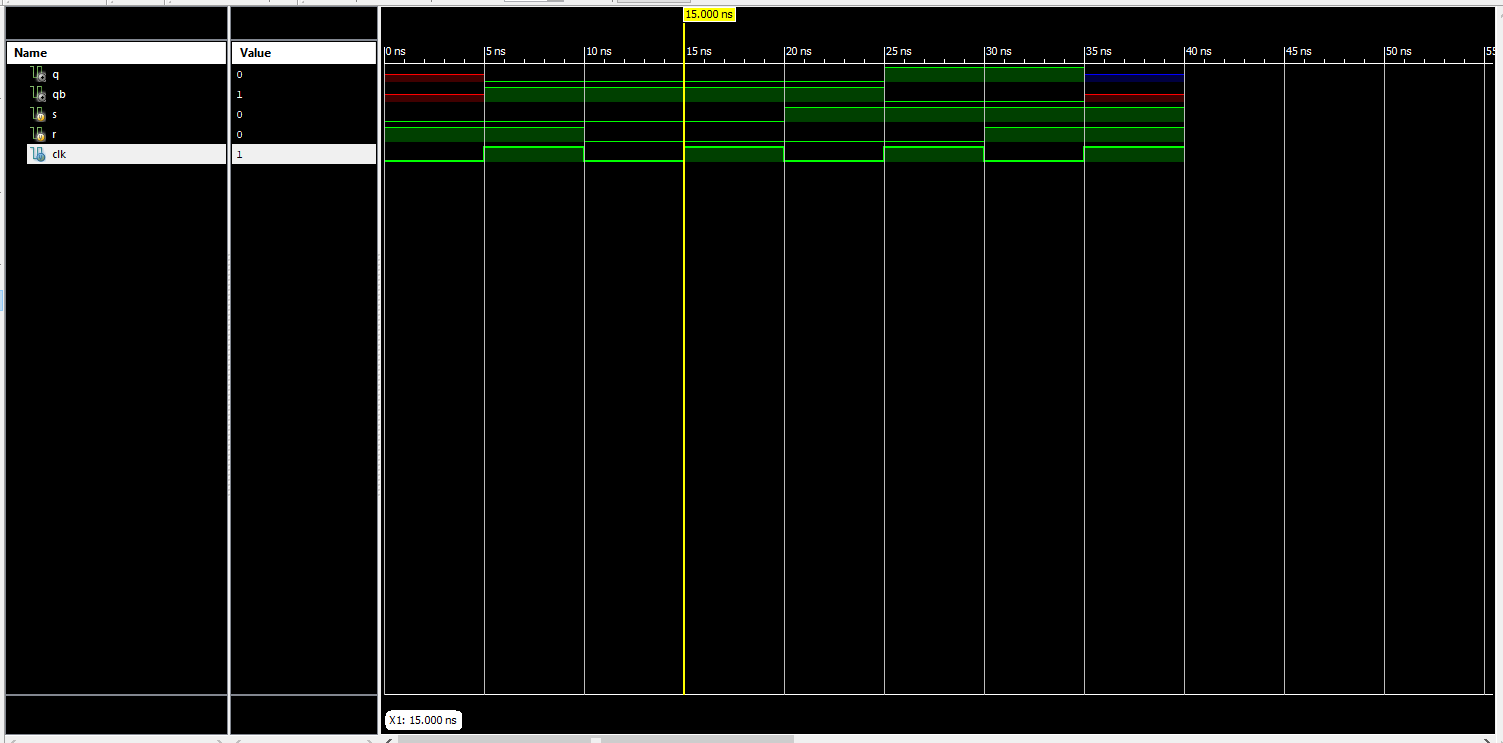 15.000 ns
Name Value
0 ns 5 ns 10 ns 15 ns 20 ns 25 ns 30 ns 35 ns 40 ns 45 ns 50 ns 55
q 0
qb 1
s 0
r 0
clk 1
X1: 15.000 ns